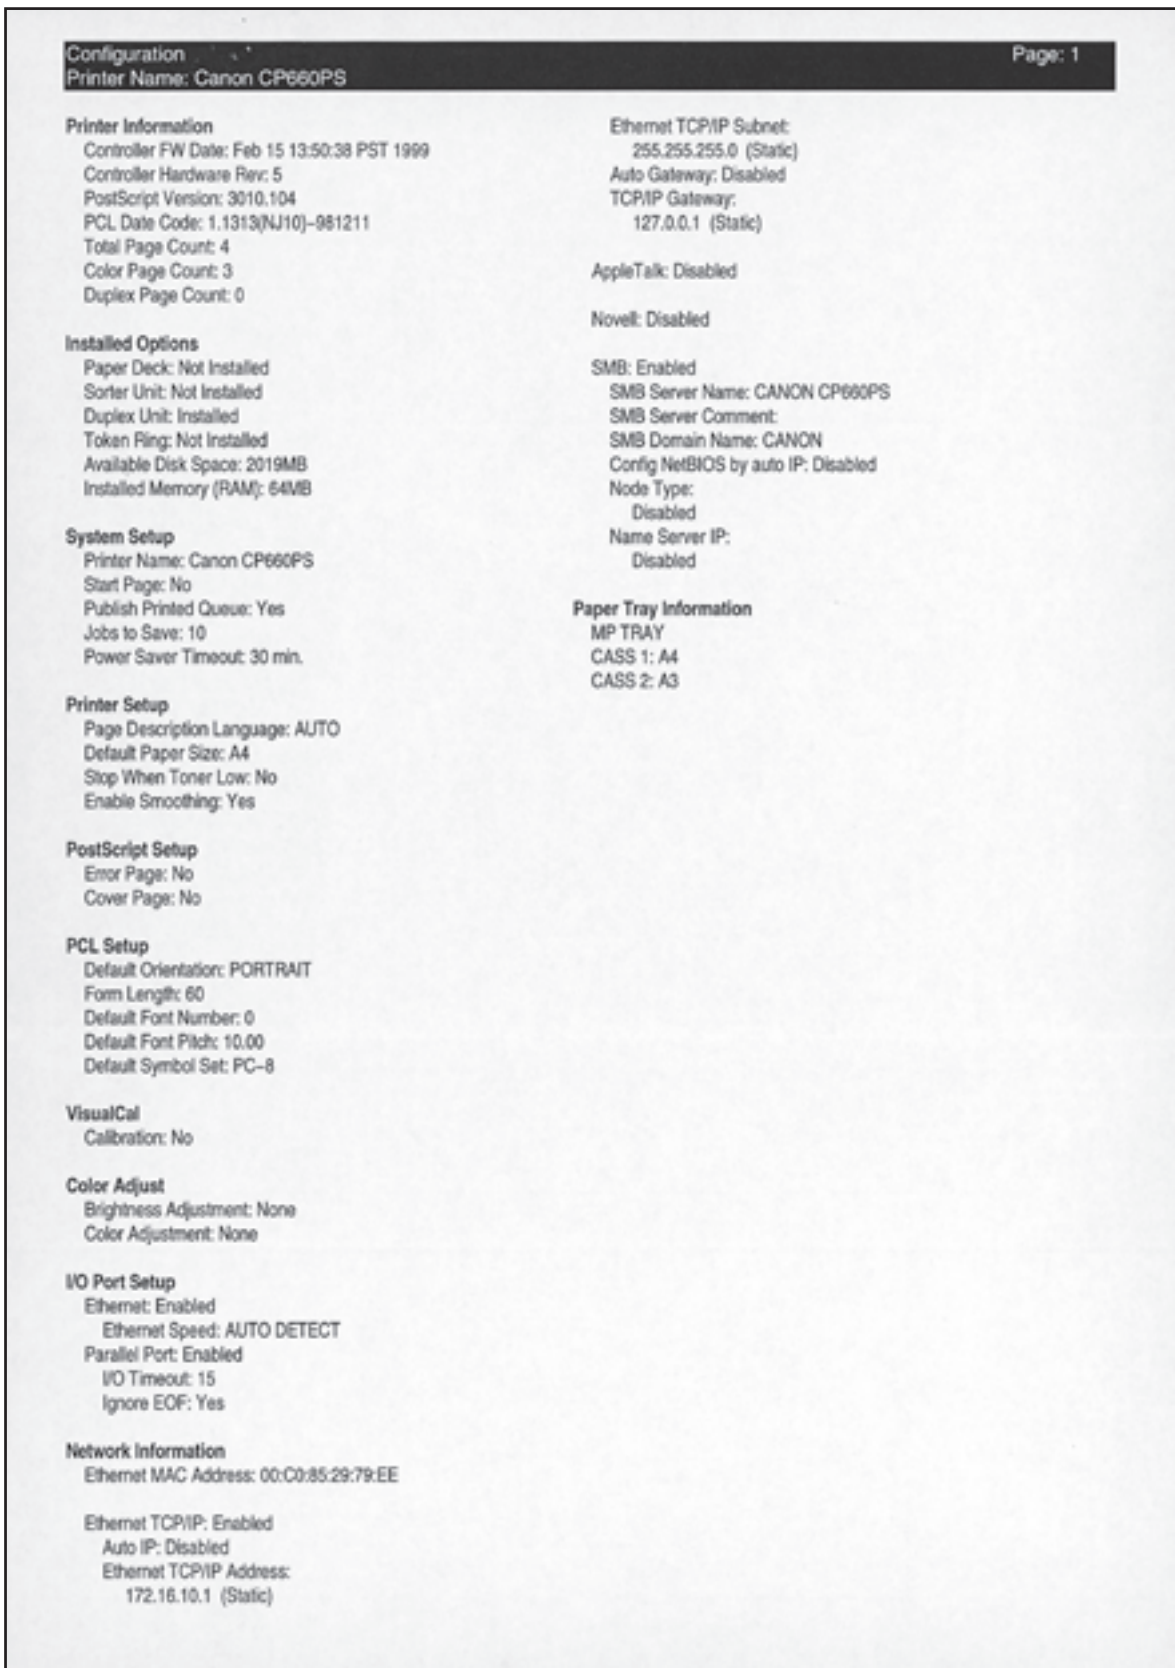 Configuration
Page: 1
Printer Name: Canon CP660PS
Printer Information
Controller FW Date: Feb 15 13:50:38 PST 1999
Controller Hardware Rev: 5
PostScript Version: 3010.104
PCL Date Code: 1.1313(NJ10)–981211
Total Page Count: 4
Color Page Count: 3
Duplex Page Count: 0
Installed Options
Paper Deck: Not Installed
Sorter Unit: Not Installed
Duplex Unit: Installed
Token Ring: Not Installed
Available Disk Space: 2019MB
Installed Memory (RAM): 64MB
System Setup
Printer Name: Canon CP660PS
Start Page: No
Publish Printed Queue: Yes
Jobs to Save: 10
Power Saver Timeout: 30 min.
Printer Setup
Page Description Language: AUTO
Default Paper Size: A4
Stop When Toner Low: No
Enable Smoothing: Yes
PostScript Setup
Error Page: No
Cover Page: No
PCL Setup
Default Orientation: PORTRAIT
Form Length: 60
Default Font Number: 0
Default Font Pitch: 10.00
Default Symbol Set: PC–8
VisualCal
Calibration: No
Color Adjust
Brightness Adjustment: None
Color Adjustment: None
I/O Port Setup
Ethernet: Enabled
Ethernet Speed: AUTO DETECT
Parallel Port: Enabled
I/O Timeout: 15
Ignore EOF: Yes
Network Information
Ethernet MAC Address: 00:C0:85:29:79:EE
Ethernet TCP/IP: Enabled
Auto IP: Disabled
Ethernet TCP/IP Address:
172.16.10.1 (Static)
Ethernet TCP/IP Subnet:
255.255.255.0 (Static)
Auto Gateway: Disabled
TCP/IP Gateway:
127.0.0.1 (Static)
AppleTalk: Disabled
Novell: Disabled
SMB: Enabled
SMB Server Name: CANON CP660PS
SMB Server Comment:
SMB Domain Name: CANON
Config NetBIOS by auto IP: Disabled
Node Type:
Disabled
Name Server IP:
Disabled
Paper Tray Information
MP TRAY
CASS 1: A4
CASS 2: A3